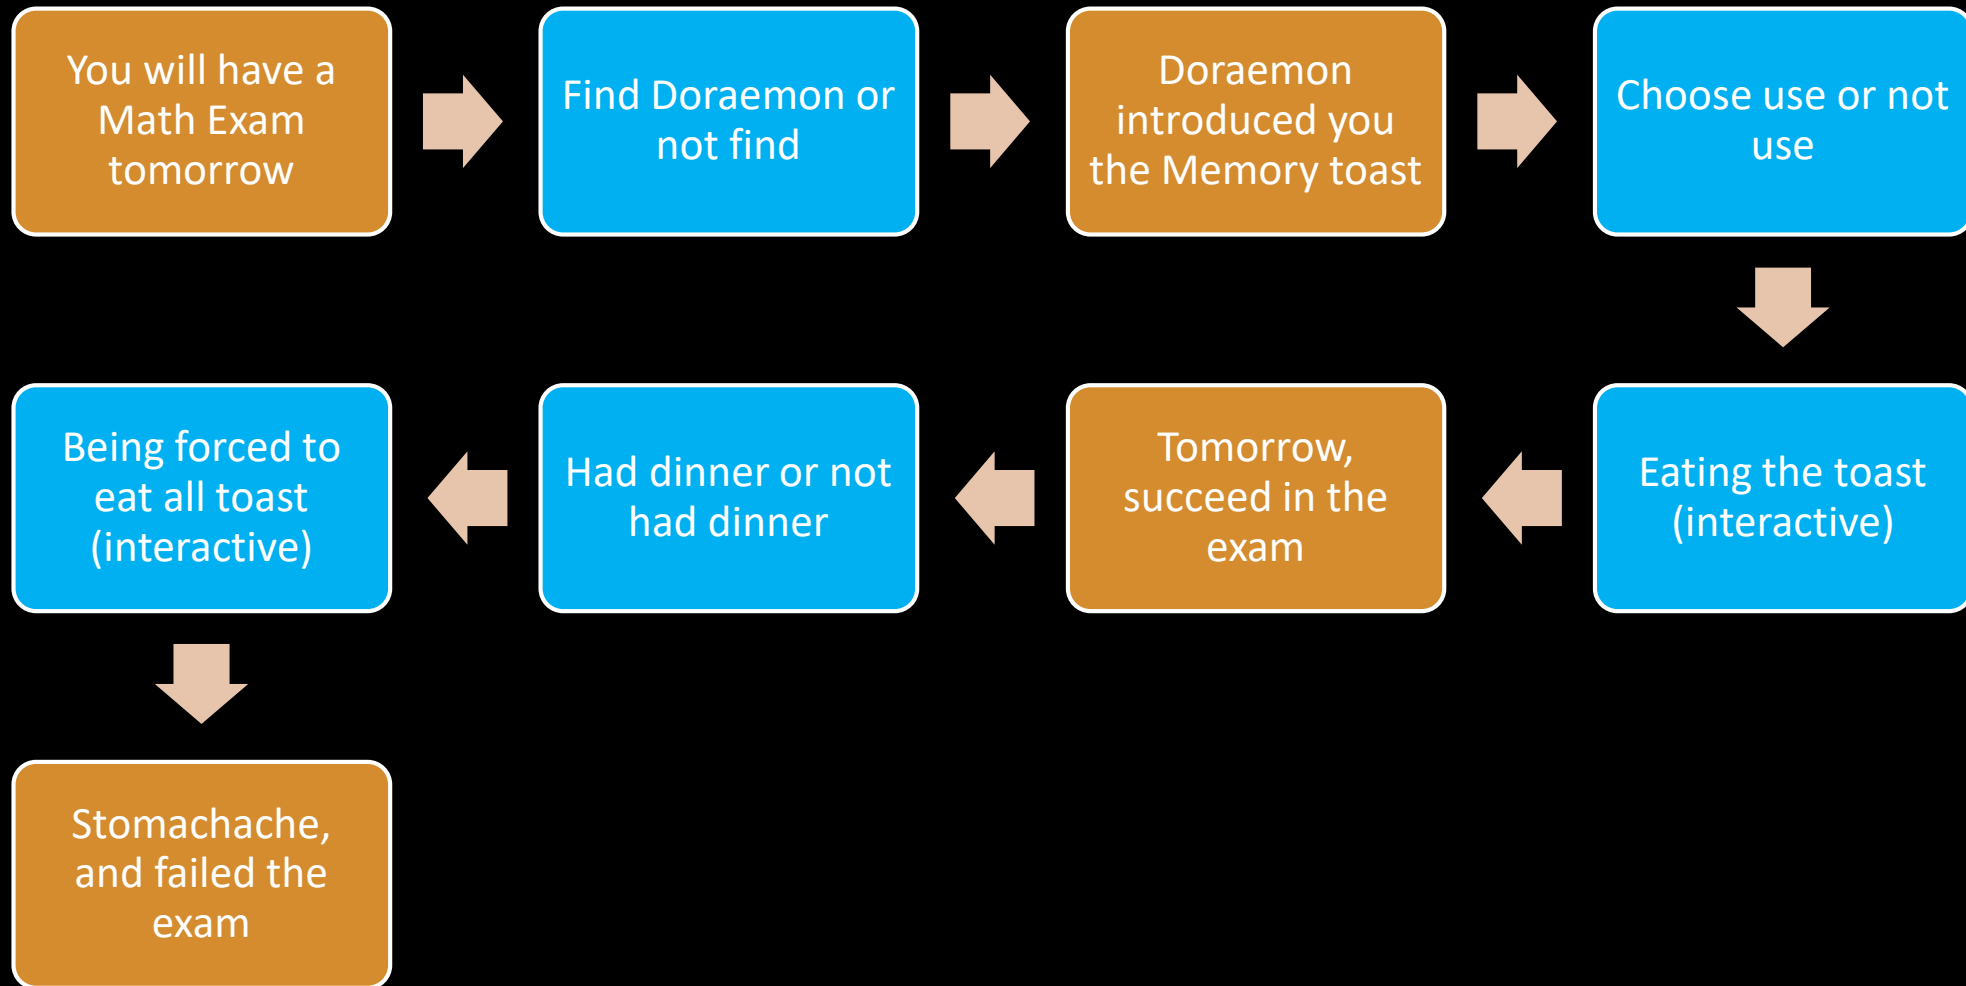 You will have a
Math Exam
tomorrow
Find Doraemon or
not find
Doraemon
introduced you
the Memory toast
Choose use or not
use
Eating the toast
(interactive)
Tomorrow,
succeed in the
exam
Had dinner or not
had dinner
Being forced to
eat all toast
(interactive)
Stomachache,
and failed the
exam